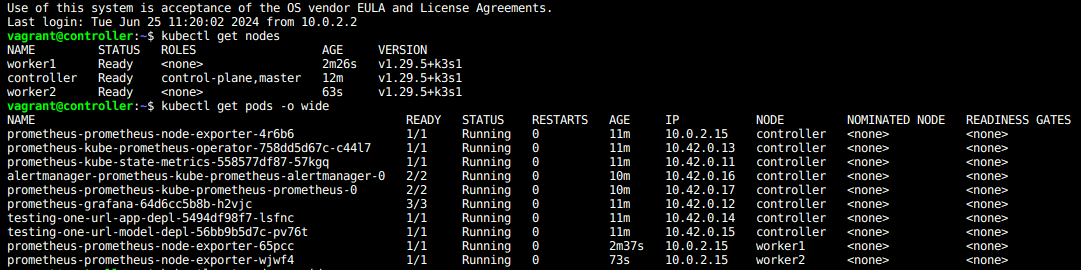 Use of this system is acceptance of the OS vendor EULA and License Agreements.
Last login: Tue Jun 25 11:20:02 2024 from 10.0.2.2
vagrant@controller:~$ kubectl get nodes
NAME STATUS ROLES AGE VERSION
worker1 Ready <none> 2m26s v1.29.5+k3s1
controller Ready control-plane,master 12m v1.29.5+k3s1
worker2 Ready <none> 63s v1.29.5+k3s1
vagrant@controller:~$ kubectl get pods -o wide
NAME READY STATUS RESTARTS AGE IP NODE NOMINATED NODE READINESS GATES
prometheus-prometheus-node-exporter-4r6b6 1/1 Running 0 11m 10.0.2.15 controller <none> <none>
prometheus-kube-prometheus-operator-758dd5d67c-c44l7 1/1 Running 0 11m 10.42.0.13 controller <none> <none>
prometheus-kube-state-metrics-558577df87-57kgq 1/1 Running 0 11m 10.42.0.11 controller <none> <none>
alertmanager-prometheus-kube-prometheus-alertmanager-0 2/2 Running 0 10m 10.42.0.16 controller <none> <none>
prometheus-prometheus-kube-prometheus-prometheus-0 2/2 Running 0 10m 10.42.0.17 controller <none> <none>
prometheus-grafana-64d6cc5b8b-h2vjc 3/3 Running 0 11m 10.42.0.12 controller <none> <none>
testing-one-url-app-depl-5494df98f7-lsfnc 1/1 Running 0 11m 10.42.0.14 controller <none> <none>
testing-one-url-model-depl-56bb9b5d7c-pv76t 1/1 Running 0 11m 10.42.0.15 controller <none> <none>
prometheus-prometheus-node-exporter-65pcc 1/1 Running 0 2m37s 10.0.2.15 worker1 <none> <none>
prometheus-prometheus-node-exporter-wjwf4 1/1 Running 0 73s 10.0.2.15 worker2 <none> <none>